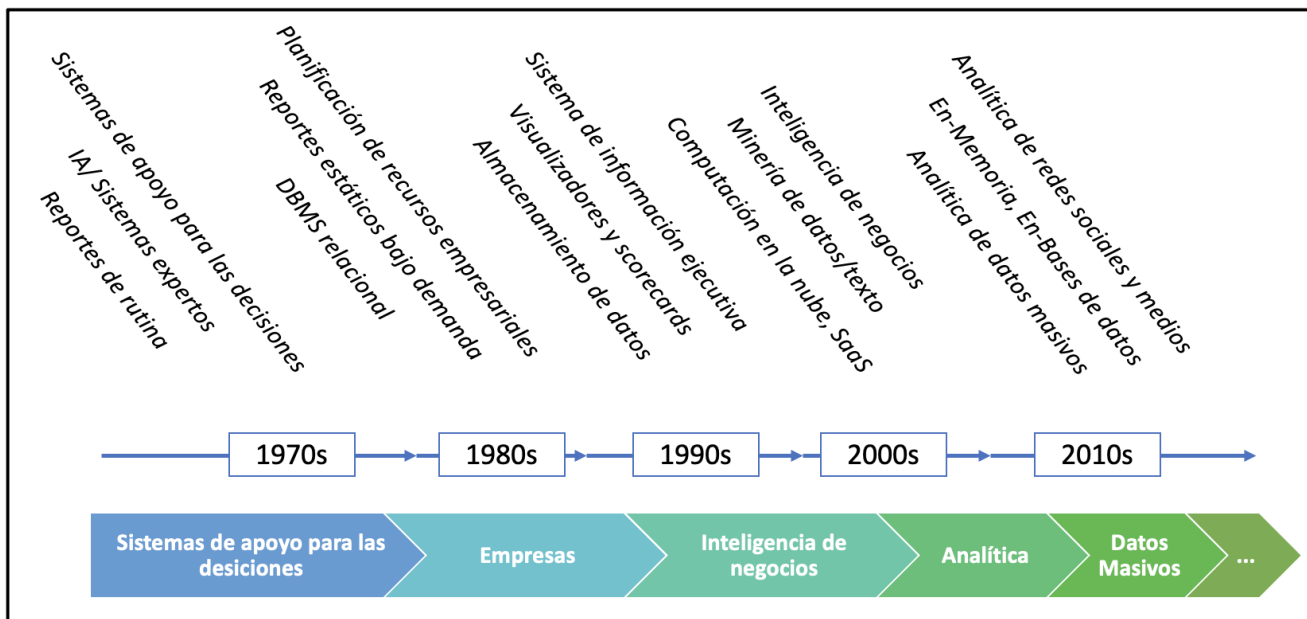 Sistemas de apoyo para las decisiones
IA/ Sistemas expertos
Reportes de rutina
Planificación de recursos empresariales
Reportes estáticos bajo demanda
DBMS relacional
Sistema de información ejecutiva
Visualizadores y scorecards
Almacenamiento de datos
Inteligencia de negocios
Minería de datos/texto
Computación en la nube, SaaS
Analítica de redes sociales y medios
En-Memoria, En-Bases de datos
Analítica de datos masivos
1970s
1980s
1990s
2000s
2010s
Sistemas de apoyo para las
desiciones
Empresas
Inteligencia de
negocios
Analítica
Datos
Masivos
...